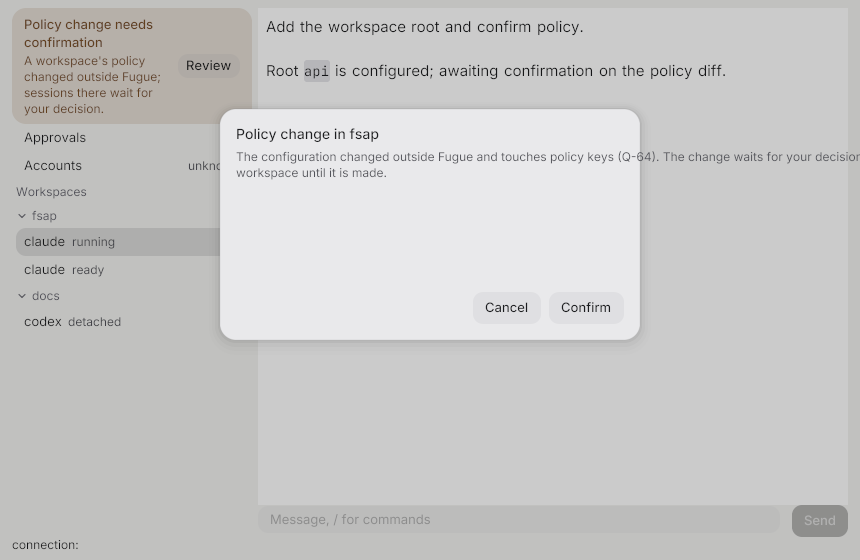 Policy change needs
confirmation
A workspace's policy
changed outside Fugue;
sessions there wait for
your decision.
Review
Approvals
Accounts
Workspaces
fsap
claude running
claude ready
docs
codex detached
connection:
Add the workspace root and confirm policy.
Root api is configured; awaiting confirmation on the policy diff.
Policy change in fsap
The configuration changed outside Fugue and touches policy keys (Q-64). The change waits for your decision
workspace until it is made.
Cancel Confirm
Message, / for commands
Send